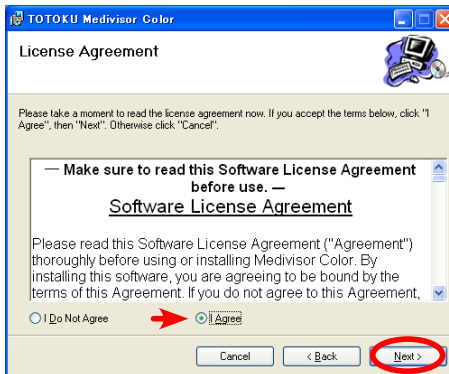 TOTOKU Medivisor Color
License Agreement
Please take a moment to read the license agreement now. If you accept the terms below, click "I
Agree", then "Next". Otherwise click "Cancel".
— Make sure to read this Software License Agreement
before use. —
Software License Agreement
Please read this Software License Agreement ("Agreement")
thoroughly before using or installing Medivisor Color. By
installing this software, you are agreeing to be bound by the
terms of this Agreement. If you do not agree to this Agreement,
I Do Not Agree
I Agree
Cancel
< Back
Next >